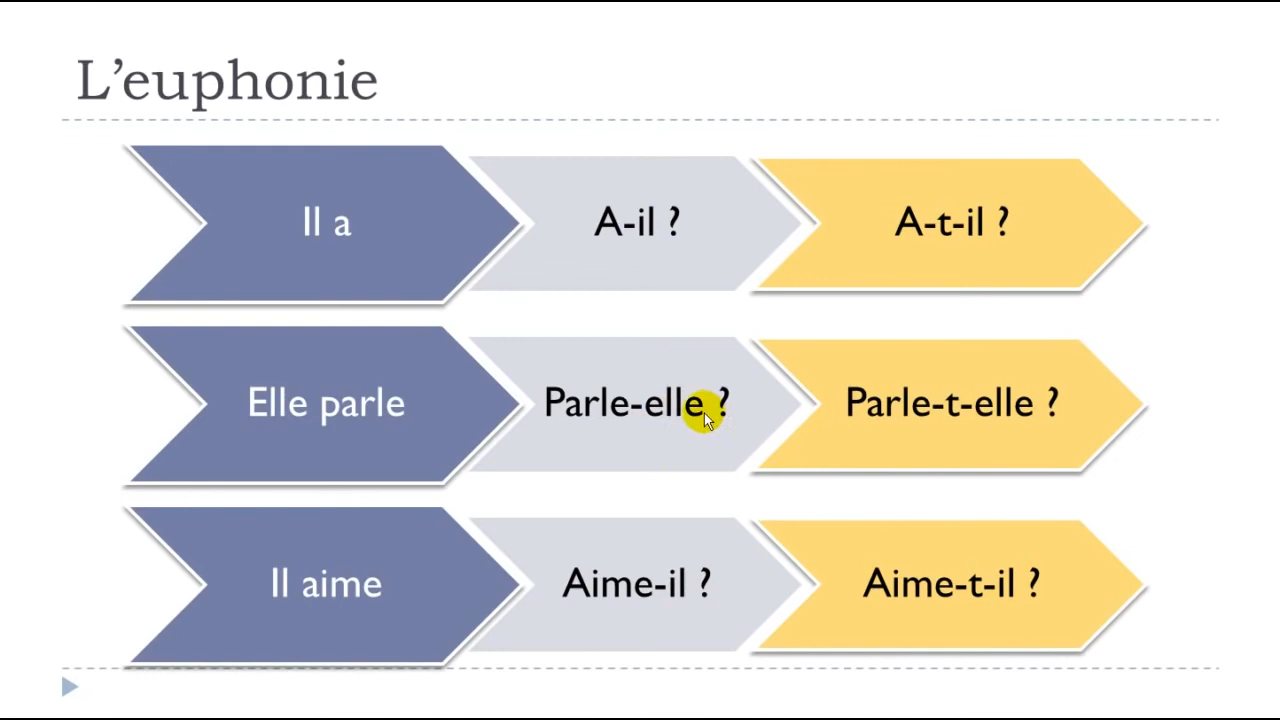 L’euphonie
Il a
A-il ?
A-t-il ?
Elle parle
Parle-elle ?
Parle-t-elle ?
Il aime
Aime-il ?
Aime-t-il ?